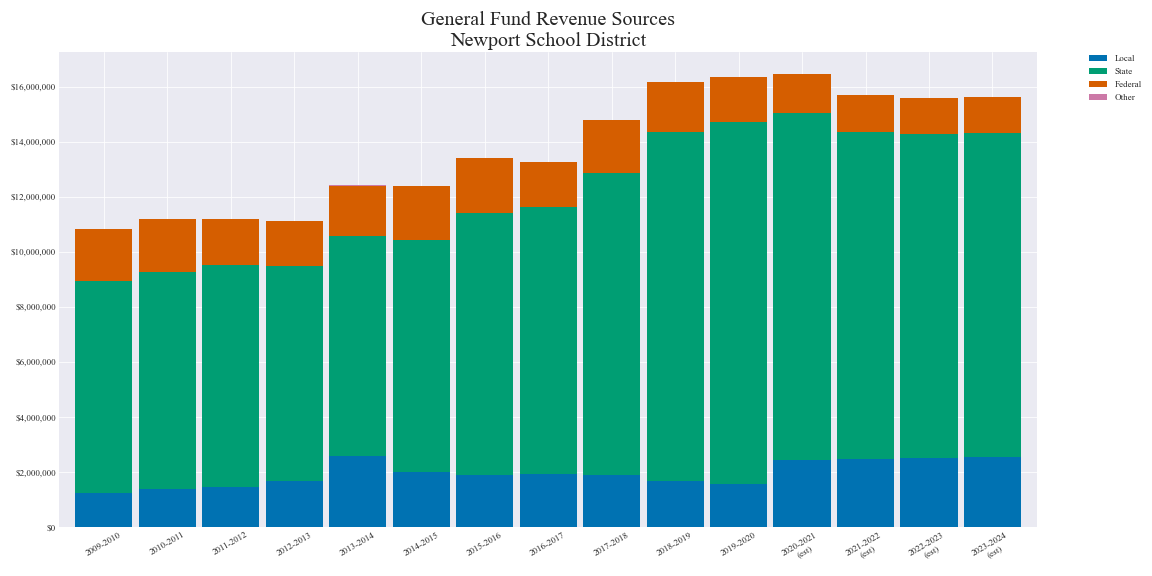 General Fund Revenue Sources
Newport School District
Local
State
Federal
Other
$16,000,000
$14,000,000
$12,000,000
$10,000,000
$8,000,000
$6,000,000
$4,000,000
$2,000,000
$0
2009-2010
2010-2011
2011-2012
2012-2013
2013-2014
2014-2015
2015-2016
2016-2017
2017-2018
2018-2019
2019-2020
2020-2021
(est)
2021-2022
(est)
2022-2023
(est)
2023-2024
(est)